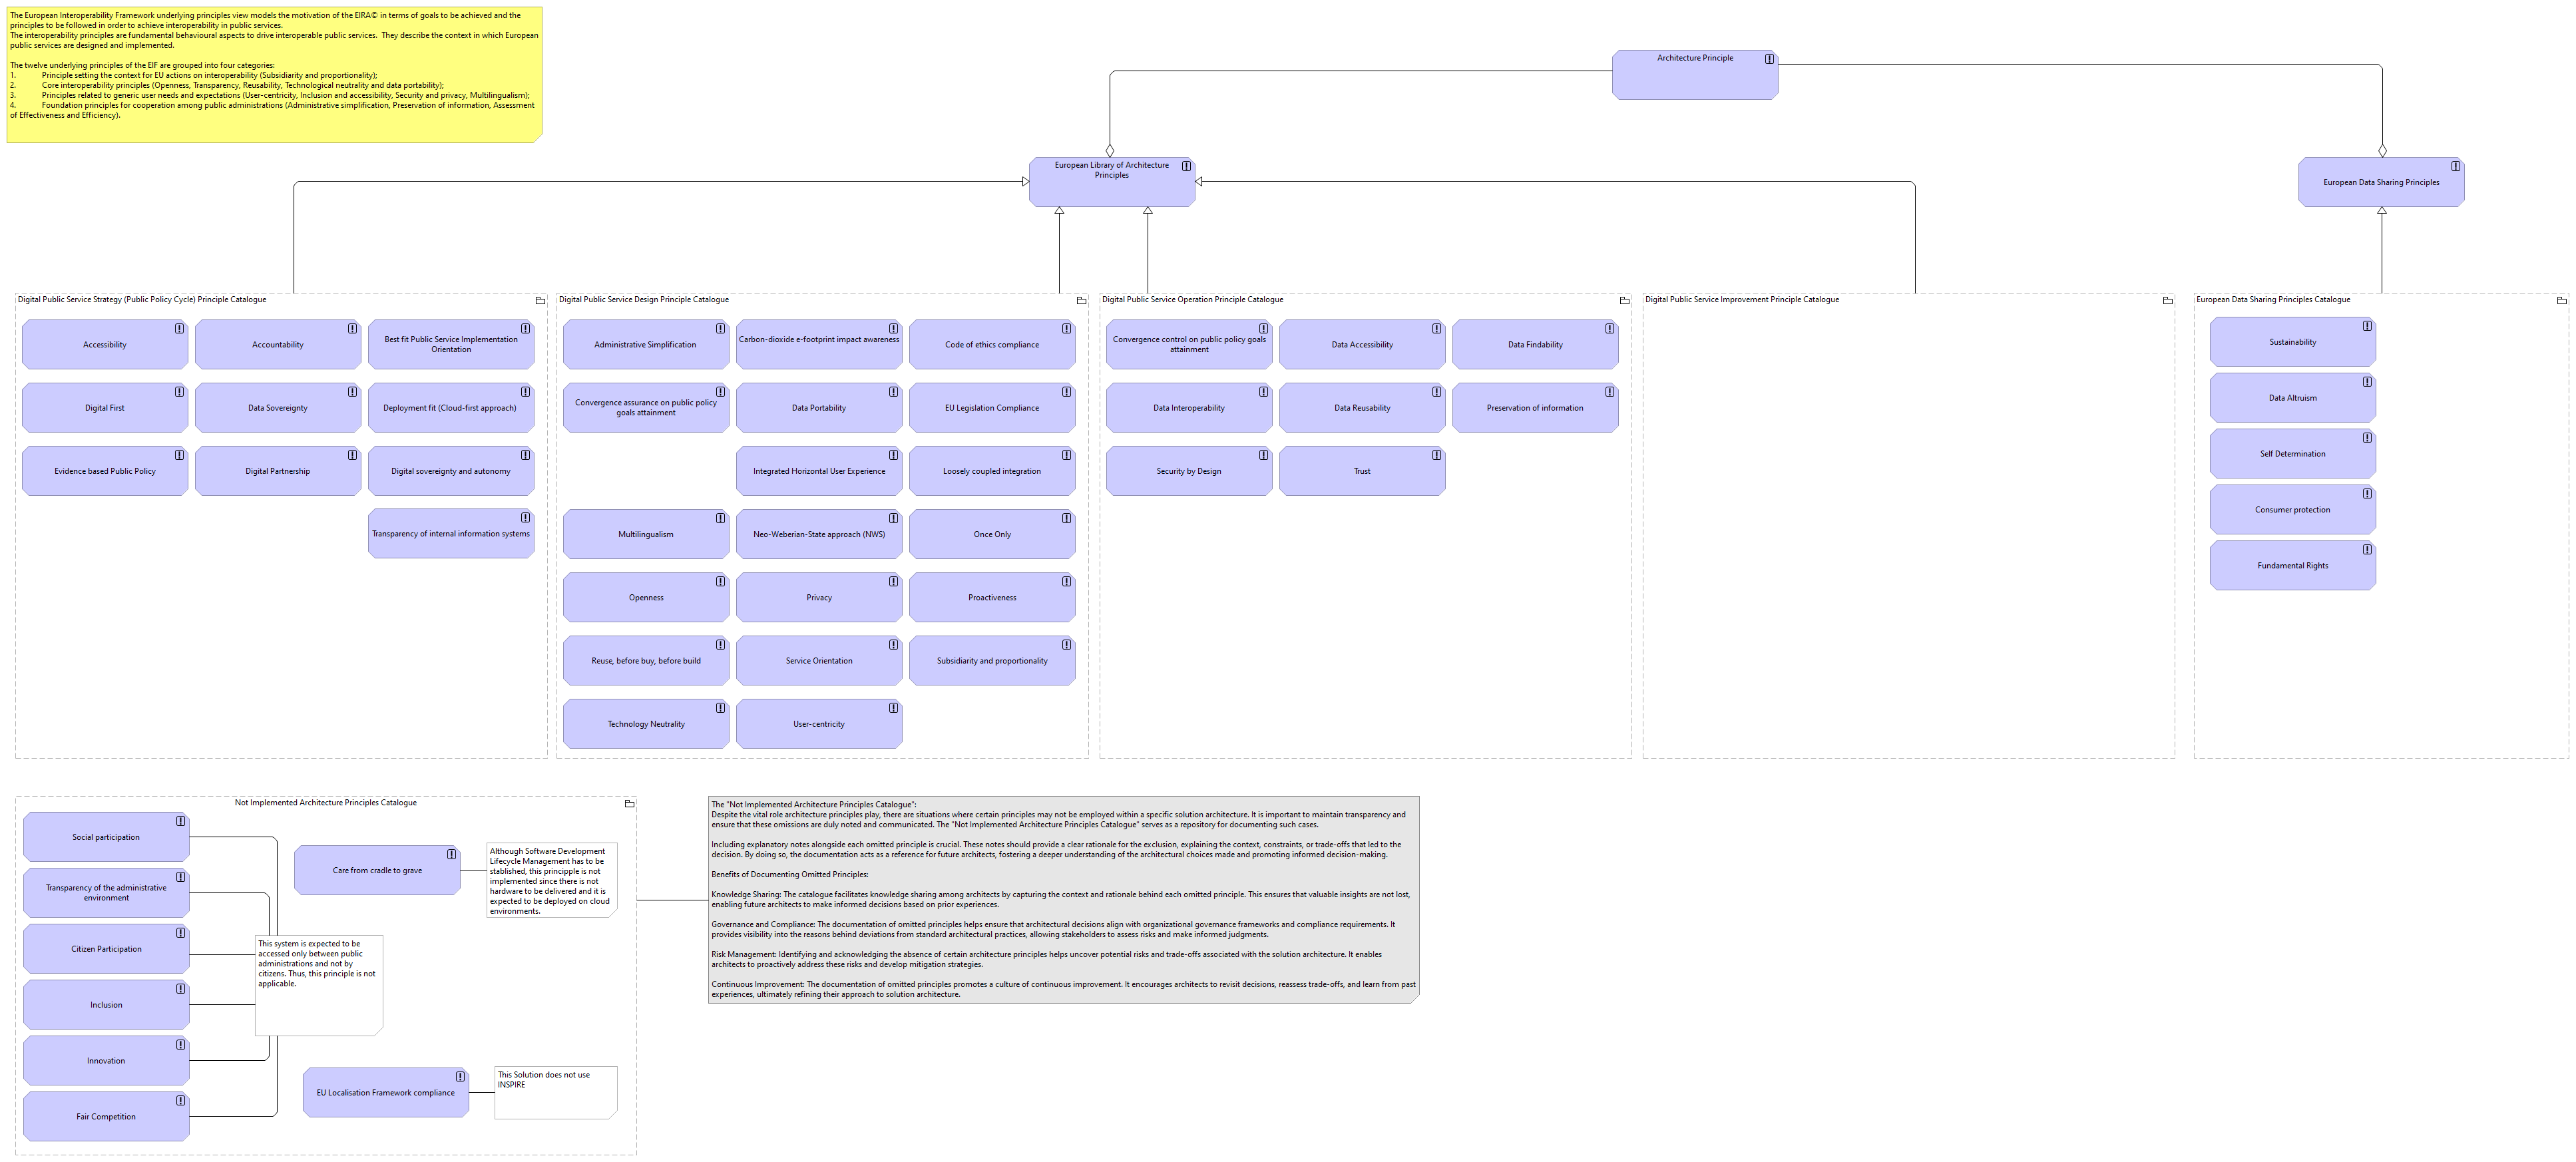 The European Interoperability Framework underlying principles view models the motivation of the EIRA© in terms of goals to be achieved and the
principles to be followed in order to achieve interoperability in public services.
The interoperability principles are fundamental behavioural aspects to drive interoperable public services.  They describe the context in which European
public services are designed and implemented.
The twelve underlying principles of the EIF are grouped into four categories:
1. Principle setting the context for EU actions on interoperability (Subsidiarity and proportionality);
2. Core interoperability principles (Openness, Transparency, Reusability, Technological neutrality and data portability);
3. Principles related to generic user needs and expectations (User-centricity, Inclusion and accessibility, Security and privacy, Multilingualism);
4. Foundation principles for cooperation among public administrations (Administrative simplification, Preservation of information, Assessment
of Effectiveness and Efficiency).
Architecture Principle
European Library of Architecture
Principles
European Data Sharing Principles
Digital Public Service Strategy (Public Policy Cycle) Principle Catalogue
Accessibility
Accountability
Best fit Public Service Implementation
Orientation
Digital First
Data Sovereignty
Deployment fit (Cloud-first approach)
Evidence based Public Policy
Digital Partnership
Digital sovereignty and autonomy
Transparency of internal information systems
Digital Public Service Design Principle Catalogue
Administrative Simplification
Carbon-dioxide e-footprint impact awareness
Code of ethics compliance
Convergence assurance on public policy
goals attainment
Data Portability
EU Legislation Compliance
Integrated Horizontal User Experience
Loosely coupled integration
Multilingualism
Neo-Weberian-State approach (NWS)
Once Only
Openness
Privacy
Proactiveness
Reuse, before buy, before build
Service Orientation
Subsidiarity and proportionality
Technology Neutrality
User-centricity
Digital Public Service Operation Principle Catalogue
Convergence control on public policy goals
attainment
Data Accessibility
Data Findability
Data Interoperability
Data Reusability
Preservation of information
Security by Design
Trust
Digital Public Service Improvement Principle Catalogue
European Data Sharing Principles Catalogue
Sustainability
Data Altruism
Self Determination
Consumer protection
Fundamental Rights
Not Implemented Architecture Principles Catalogue
Social participation
Transparency of the administrative
environment
Citizen Participation
Inclusion
Innovation
Fair Competition
This system is expected to be
accessed only between public
administrations and not by
citizens. Thus, this principle is not
applicable.
Care from cradle to grave
Although Software Development
Lifecycle Management has to be
stablished, this principple is not
implemented since there is not
hardware to be delivered and it is
expected to be deployed on cloud
environments.
EU Localisation Framework compliance
This Solution does not use
INSPIRE
The "Not Implemented Architecture Principles Catalogue":
Despite the vital role architecture principles play, there are situations where certain principles may not be employed within a specific solution architecture. It is important to maintain transparency and
ensure that these omissions are duly noted and communicated. The "Not Implemented Architecture Principles Catalogue" serves as a repository for documenting such cases.
Including explanatory notes alongside each omitted principle is crucial. These notes should provide a clear rationale for the exclusion, explaining the context, constraints, or trade-offs that led to the
decision. By doing so, the documentation acts as a reference for future architects, fostering a deeper understanding of the architectural choices made and promoting informed decision-making.
Benefits of Documenting Omitted Principles:
Knowledge Sharing: The catalogue facilitates knowledge sharing among architects by capturing the context and rationale behind each omitted principle. This ensures that valuable insights are not lost,
enabling future architects to make informed decisions based on prior experiences.
Governance and Compliance: The documentation of omitted principles helps ensure that architectural decisions align with organizational governance frameworks and compliance requirements. It
provides visibility into the reasons behind deviations from standard architectural practices, allowing stakeholders to assess risks and make informed judgments.
Risk Management: Identifying and acknowledging the absence of certain architecture principles helps uncover potential risks and trade-offs associated with the solution architecture. It enables
architects to proactively address these risks and develop mitigation strategies.
Continuous Improvement: The documentation of omitted principles promotes a culture of continuous improvement. It encourages architects to revisit decisions, reassess trade-offs, and learn from past
experiences, ultimately refining their approach to solution architecture.